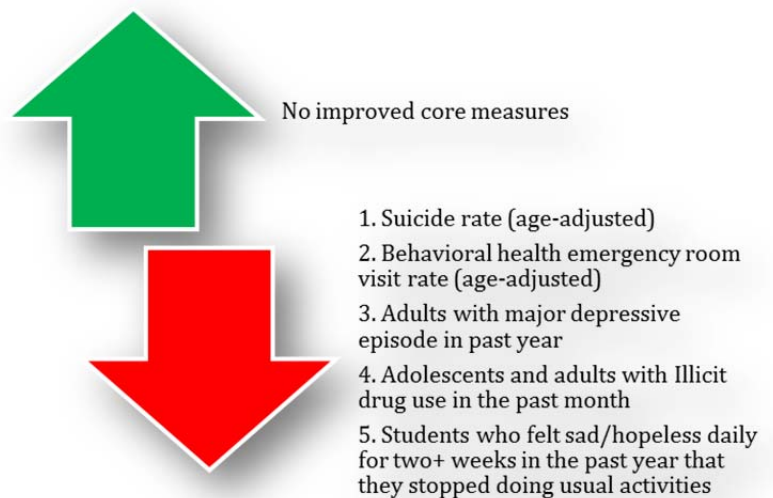 No improved core measures
1. Suicide rate (age-adjusted)
2. Behavioral health emergency room
visit rate (age-adjusted)
3. Adults with major depressive
episode in past year
4. Adolescents and adults with Illicit
drug use in the past month
5. Students who felt sad/hopeless daily
for two+ weeks in the past year that
they stopped doing usual activities